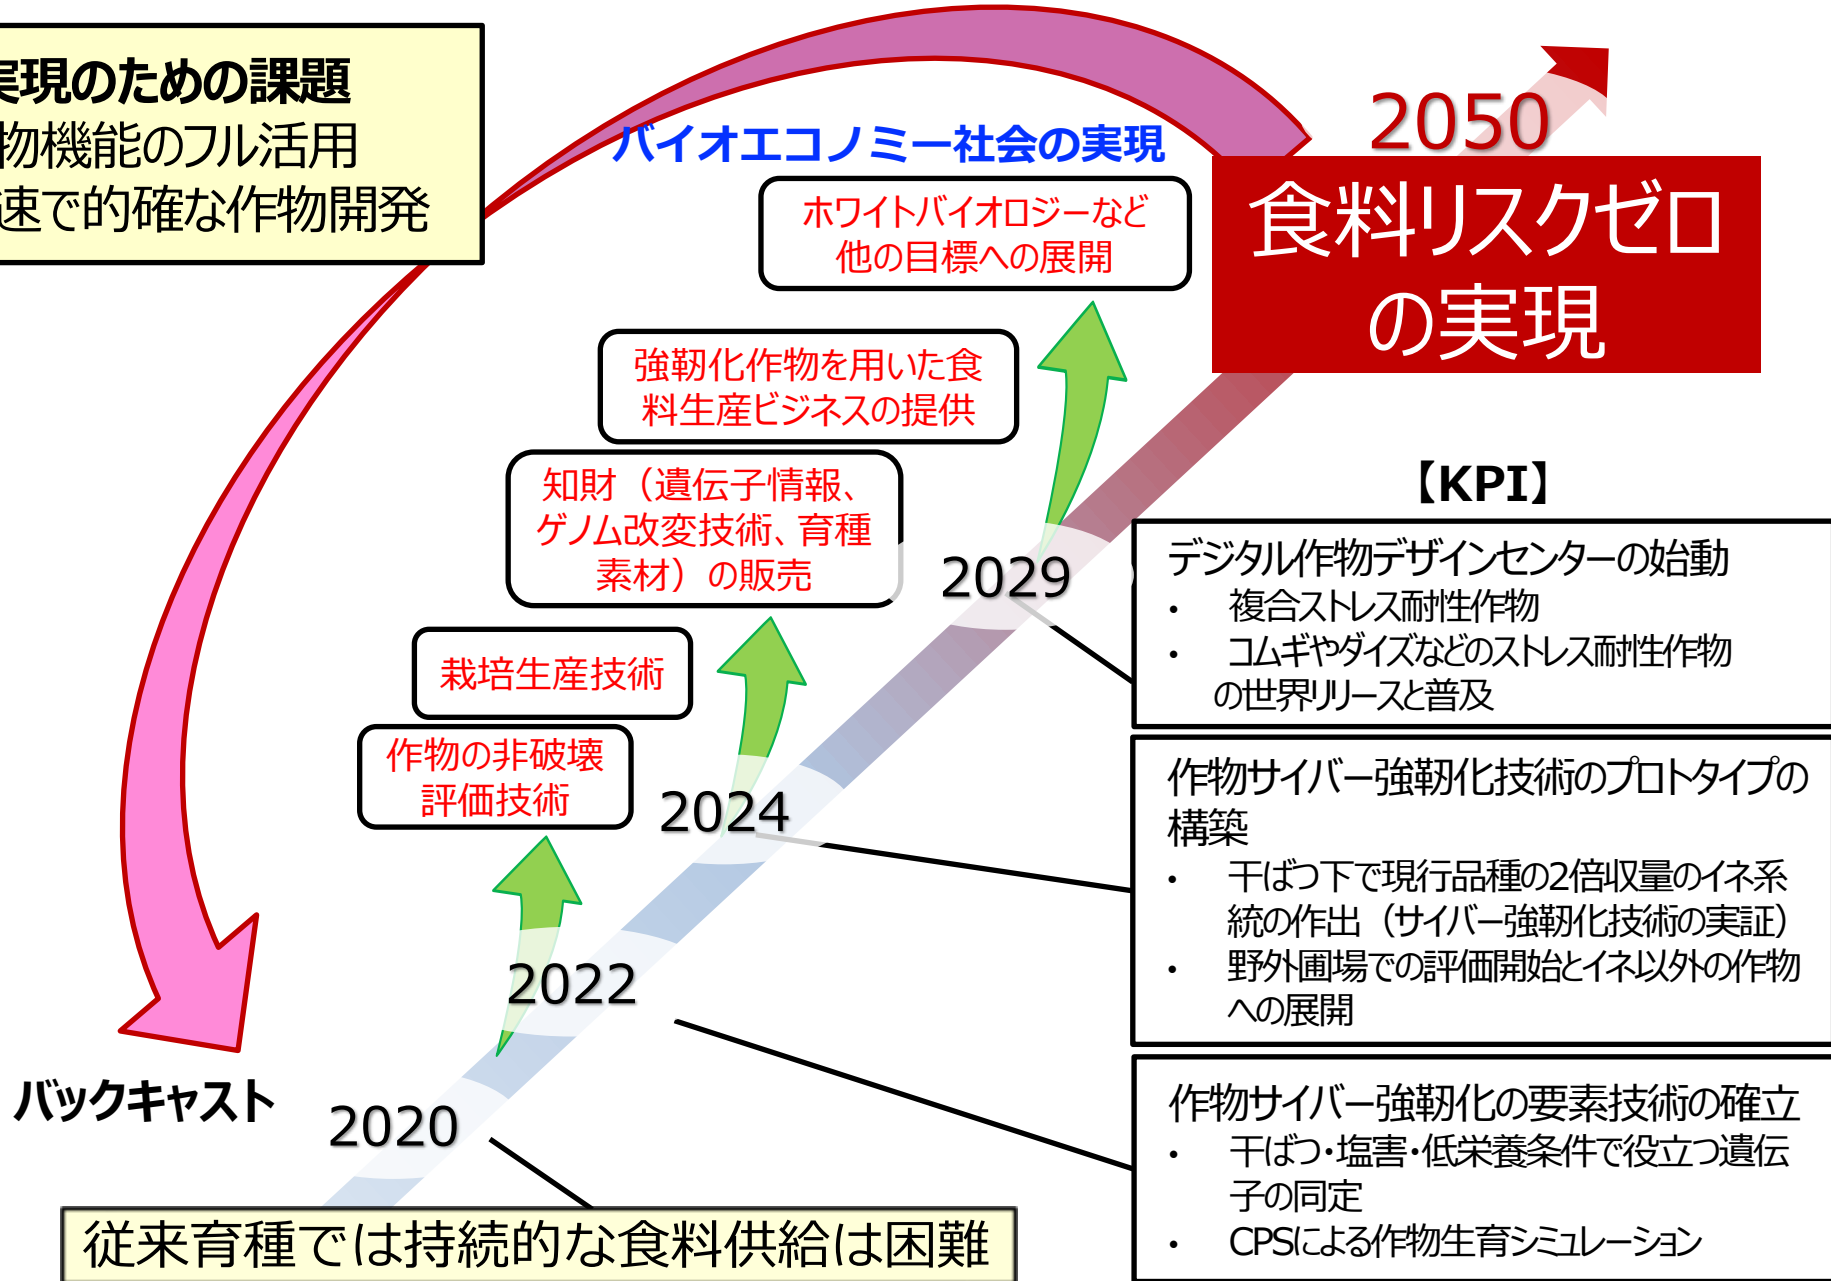 実現のための課題
物機能のフル活用
速で的確な作物開発
バイオエコノミー社会の実現
ホワイトバイオロジーなど
他の目標への展開
2050
食料リスクゼロ
の実現
強靭化作物を用いた食
料生産ビジネスの提供
知財（遺伝子情報、
ゲノム改変技術、育種
素材）の販売
栽培生産技術
作物の非破壊
評価技術
2029
2024
2022
2020
バックキャスト
従来育種では持続的な食料供給は困難
【KPI】
デジタル作物デザインセンターの始動
• 複合ストレス耐性作物
• コムギやダイズなどのストレス耐性作物
の世界リリースと普及
作物サイバー強靭化技術のプロトタイプの
構築
• 干ばつ下で現行品種の2倍収量のイネ系
統の作出（サイバー強靭化技術の実証）
• 野外圃場での評価開始とイネ以外の作物
への展開
作物サイバー強靭化の要素技術の確立
• 干ばつ・塩害・低栄養条件で役立つ遺伝
子の同定
• CPSによる作物生育シミュレーション